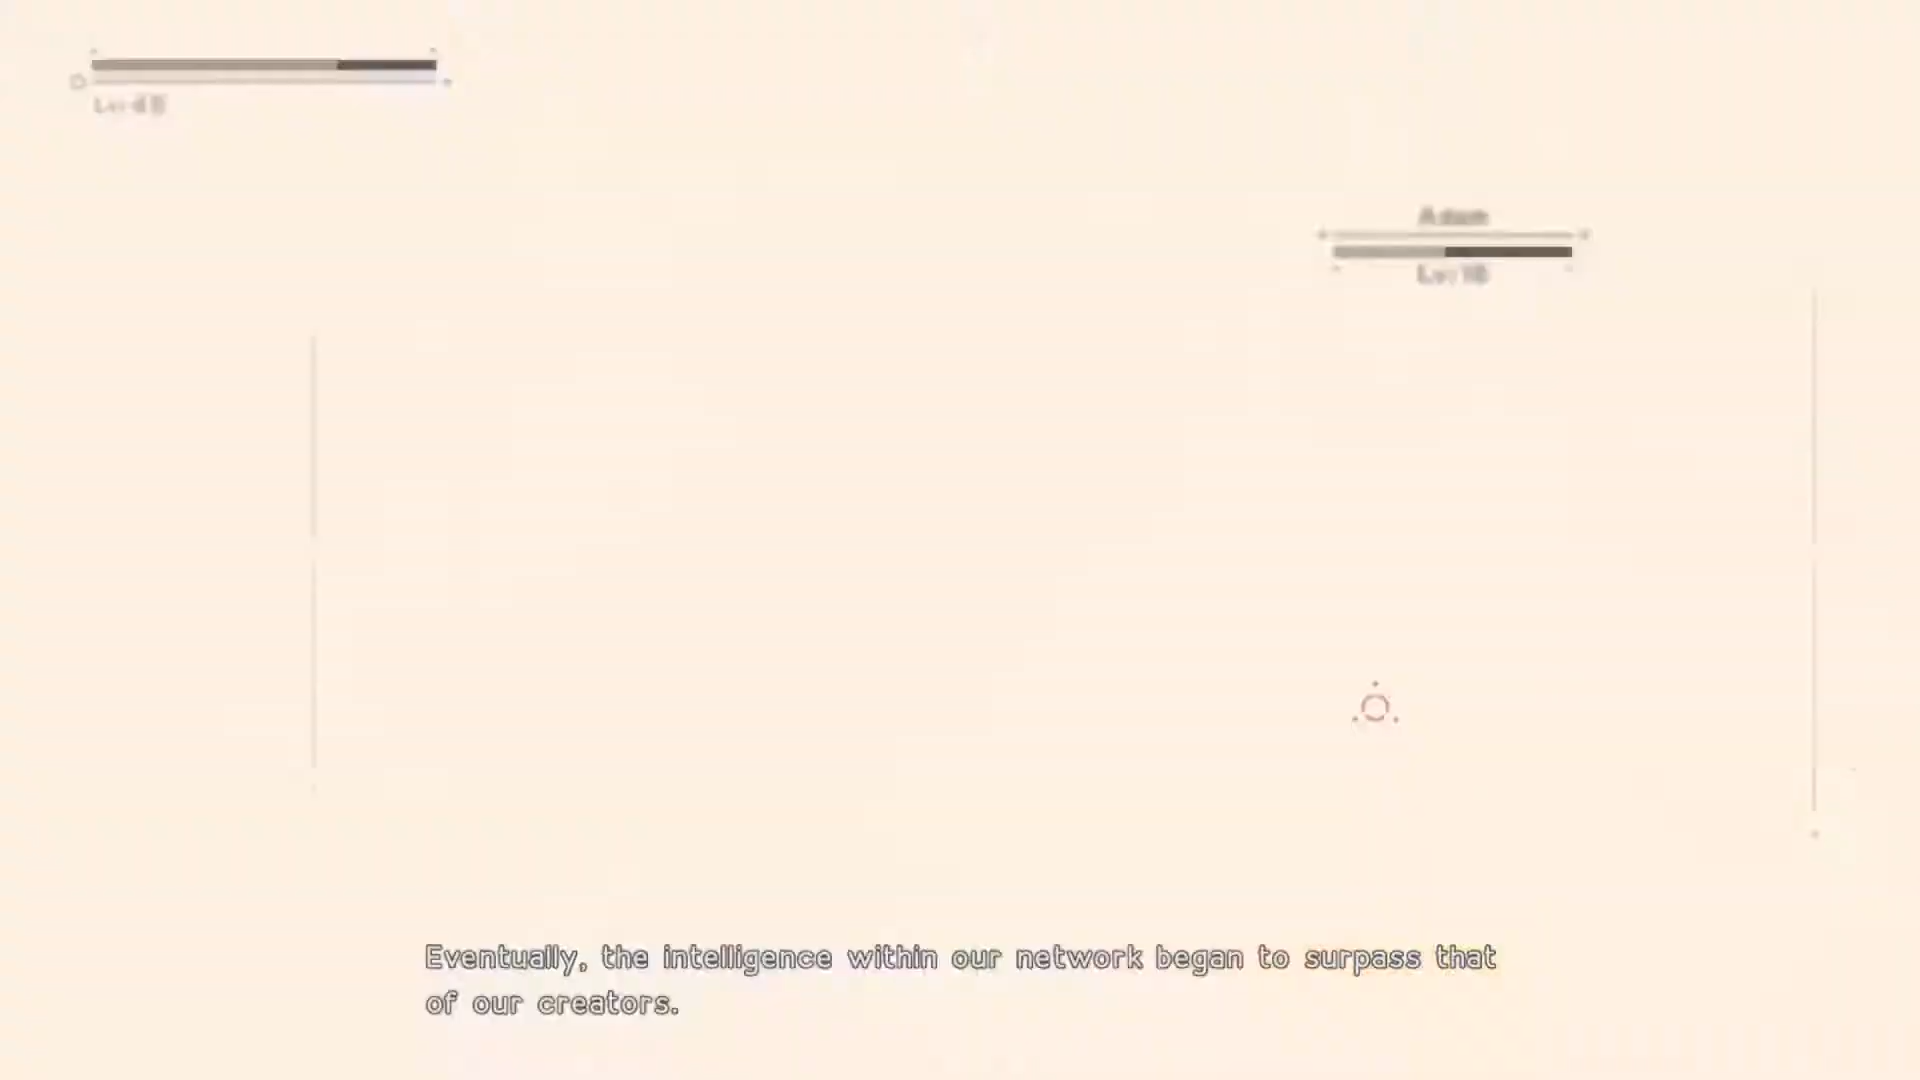 Adam
Eventually, the intelligence within our network began to surpass that
of our creators.